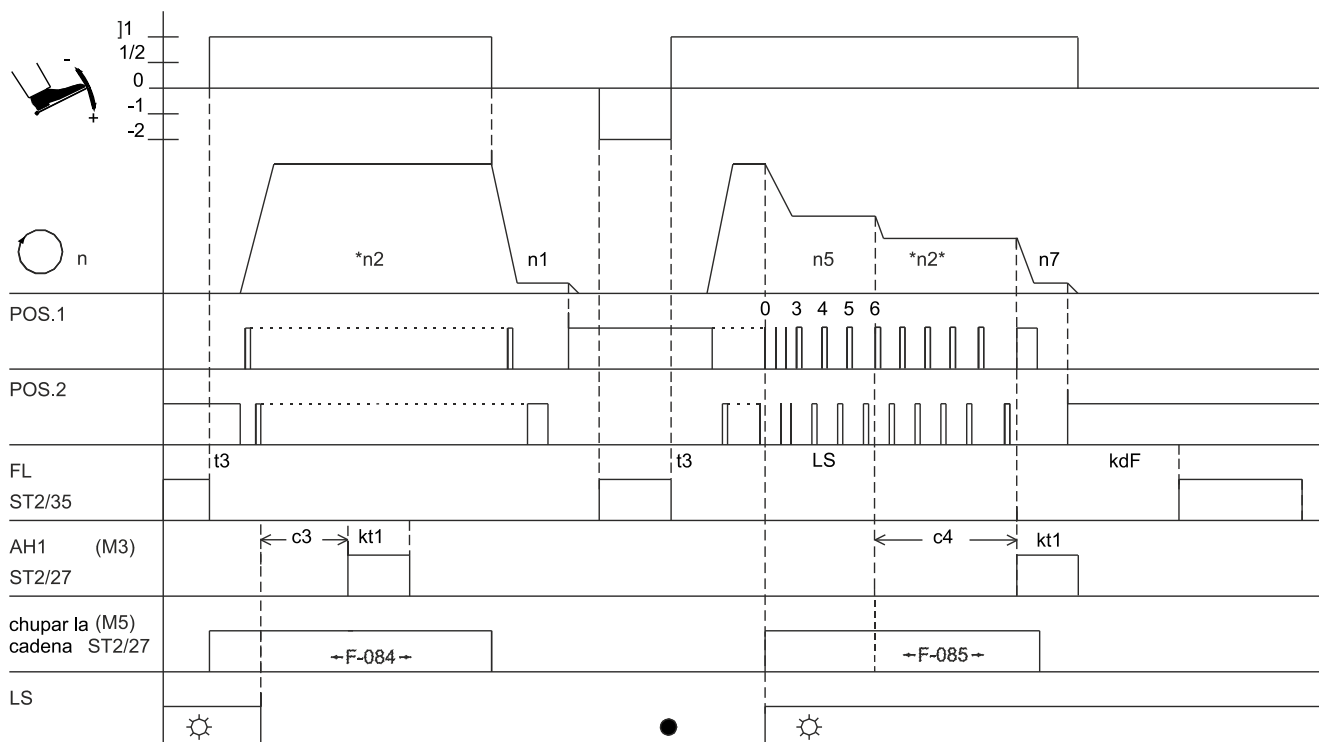 ]1
1/2
0
-1
-2
-
+
n
*n2
n1
n5
*n2*
n7
POS.1
0 3 4 5 6
POS.2
FL
ST2/35
t3
t3
LS
kdF
AH1 (M3)
ST2/27
c3
kt1
c4
kt1
chupar la (M5)
cadena ST2/27
F-084
F-085
LS